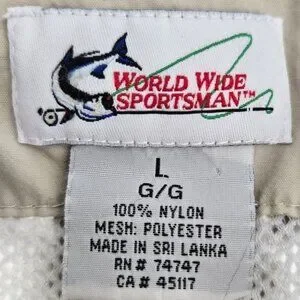 WORLD WIDE
SPORTSMAN™
L
G/G
100% NYLON
MESH: POLYESTER
MADE IN SRI LANKA
RN# 74747
CA# 45117